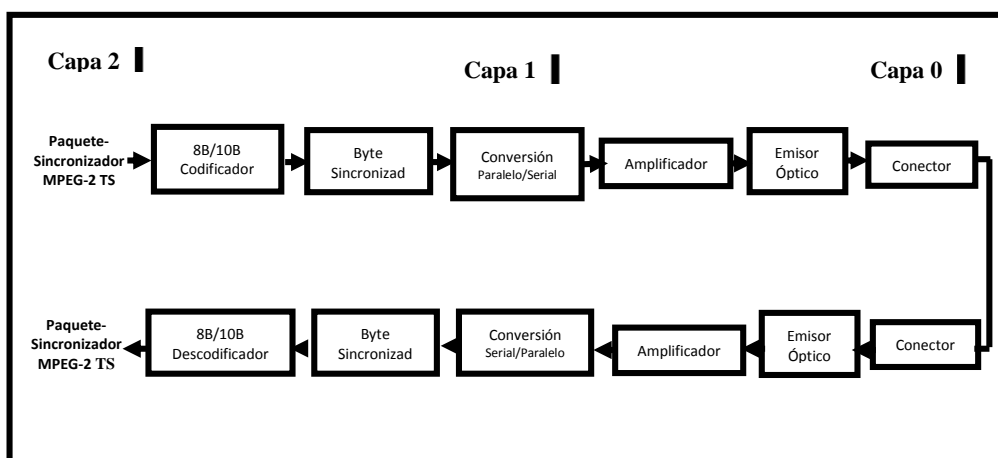 Capa 2
Capa 1
Capa 0
Paquete-
Sincronizador
MPEG-2 TS
8B/10B
Codificador
Byte
Sincronizad
Conversión
Paralelo/Serial
Amplificador
Emisor
Óptico
Conector
Paquete-
Sincronizador
MPEG-2 TS
8B/10B
Descodificador
Byte
Sincronizad
Conversión
Serial/Paralelo
Amplificador
Emisor
Óptico
Conector